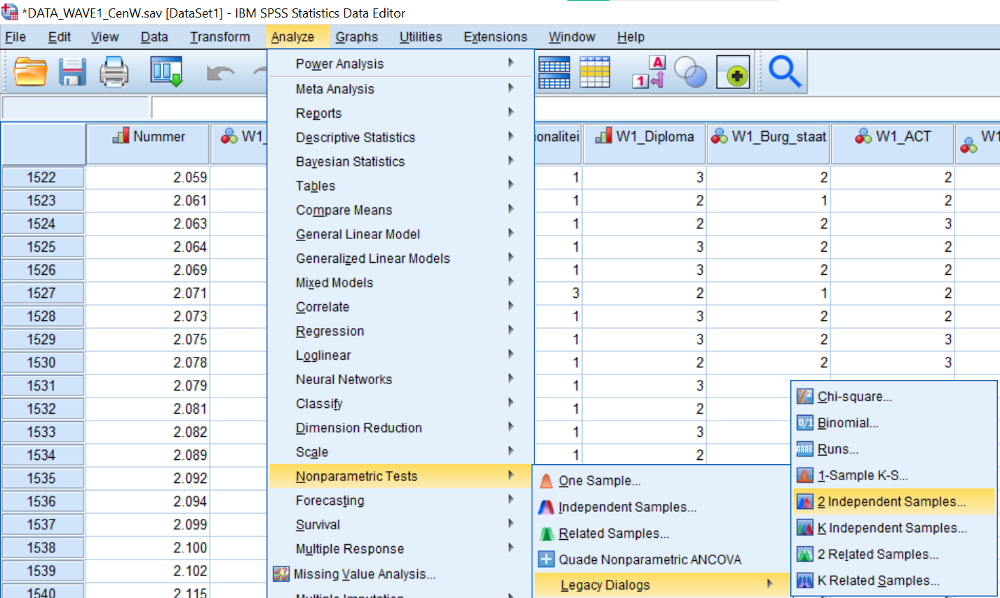 *DATA_WAVE1_CenW.sav [DataSet1] - IBM SPSS Statistics Data Editor
File Edit View Data Transform Analyze Graphs Utilities Extensions Window Help
Power Analysis
Meta Analysis
Reports
Descriptive Statistics
Bayesian Statistics
Tables
Compare Means
General Linear Model
Generalized Linear Models
Mixed Models
Correlate
Regression
Loglinear
Neural Networks
Classify
Dimension Reduction
Scale
Nonparametric Tests
Forecasting
Survival
Multiple Response
Missing Value Analysis...
Multiple Imputation
A
1
Nummer W1_ ionaliteit W1_Diploma W1_Burg_staat W1_ACT W1
1522 2.059 1 3 2 2
1523 2.061 1 2 1 2
1524 2.063 1 2 2 3
1525 2.064 1 3 2 2
1526 2.069 1 3 2 2
1527 2.071 3 2 1 2
1528 2.073 1 3 2 2
1529 2.075 1 3 2 3
1530 2.078 1 2 2 3
1531 2.079 1 3
1532 2.081 1 2
1533 2.082 1 3
1534 2.089 1 2
1535 2.092
1536 2.094
1537 2.099
1538 2.100
1539 2.102
1540 2.115
One Sample...
Independent Samples...
Related Samples...
Quade Nonparametric ANCOVA
Legacy Dialogs
Chi-square...
0/1 Binomial...
AAAB Runs...
1-Sample K-S...
2 Independent Samples...
K Independent Samples...
2 Related Samples...
K Related Samples...